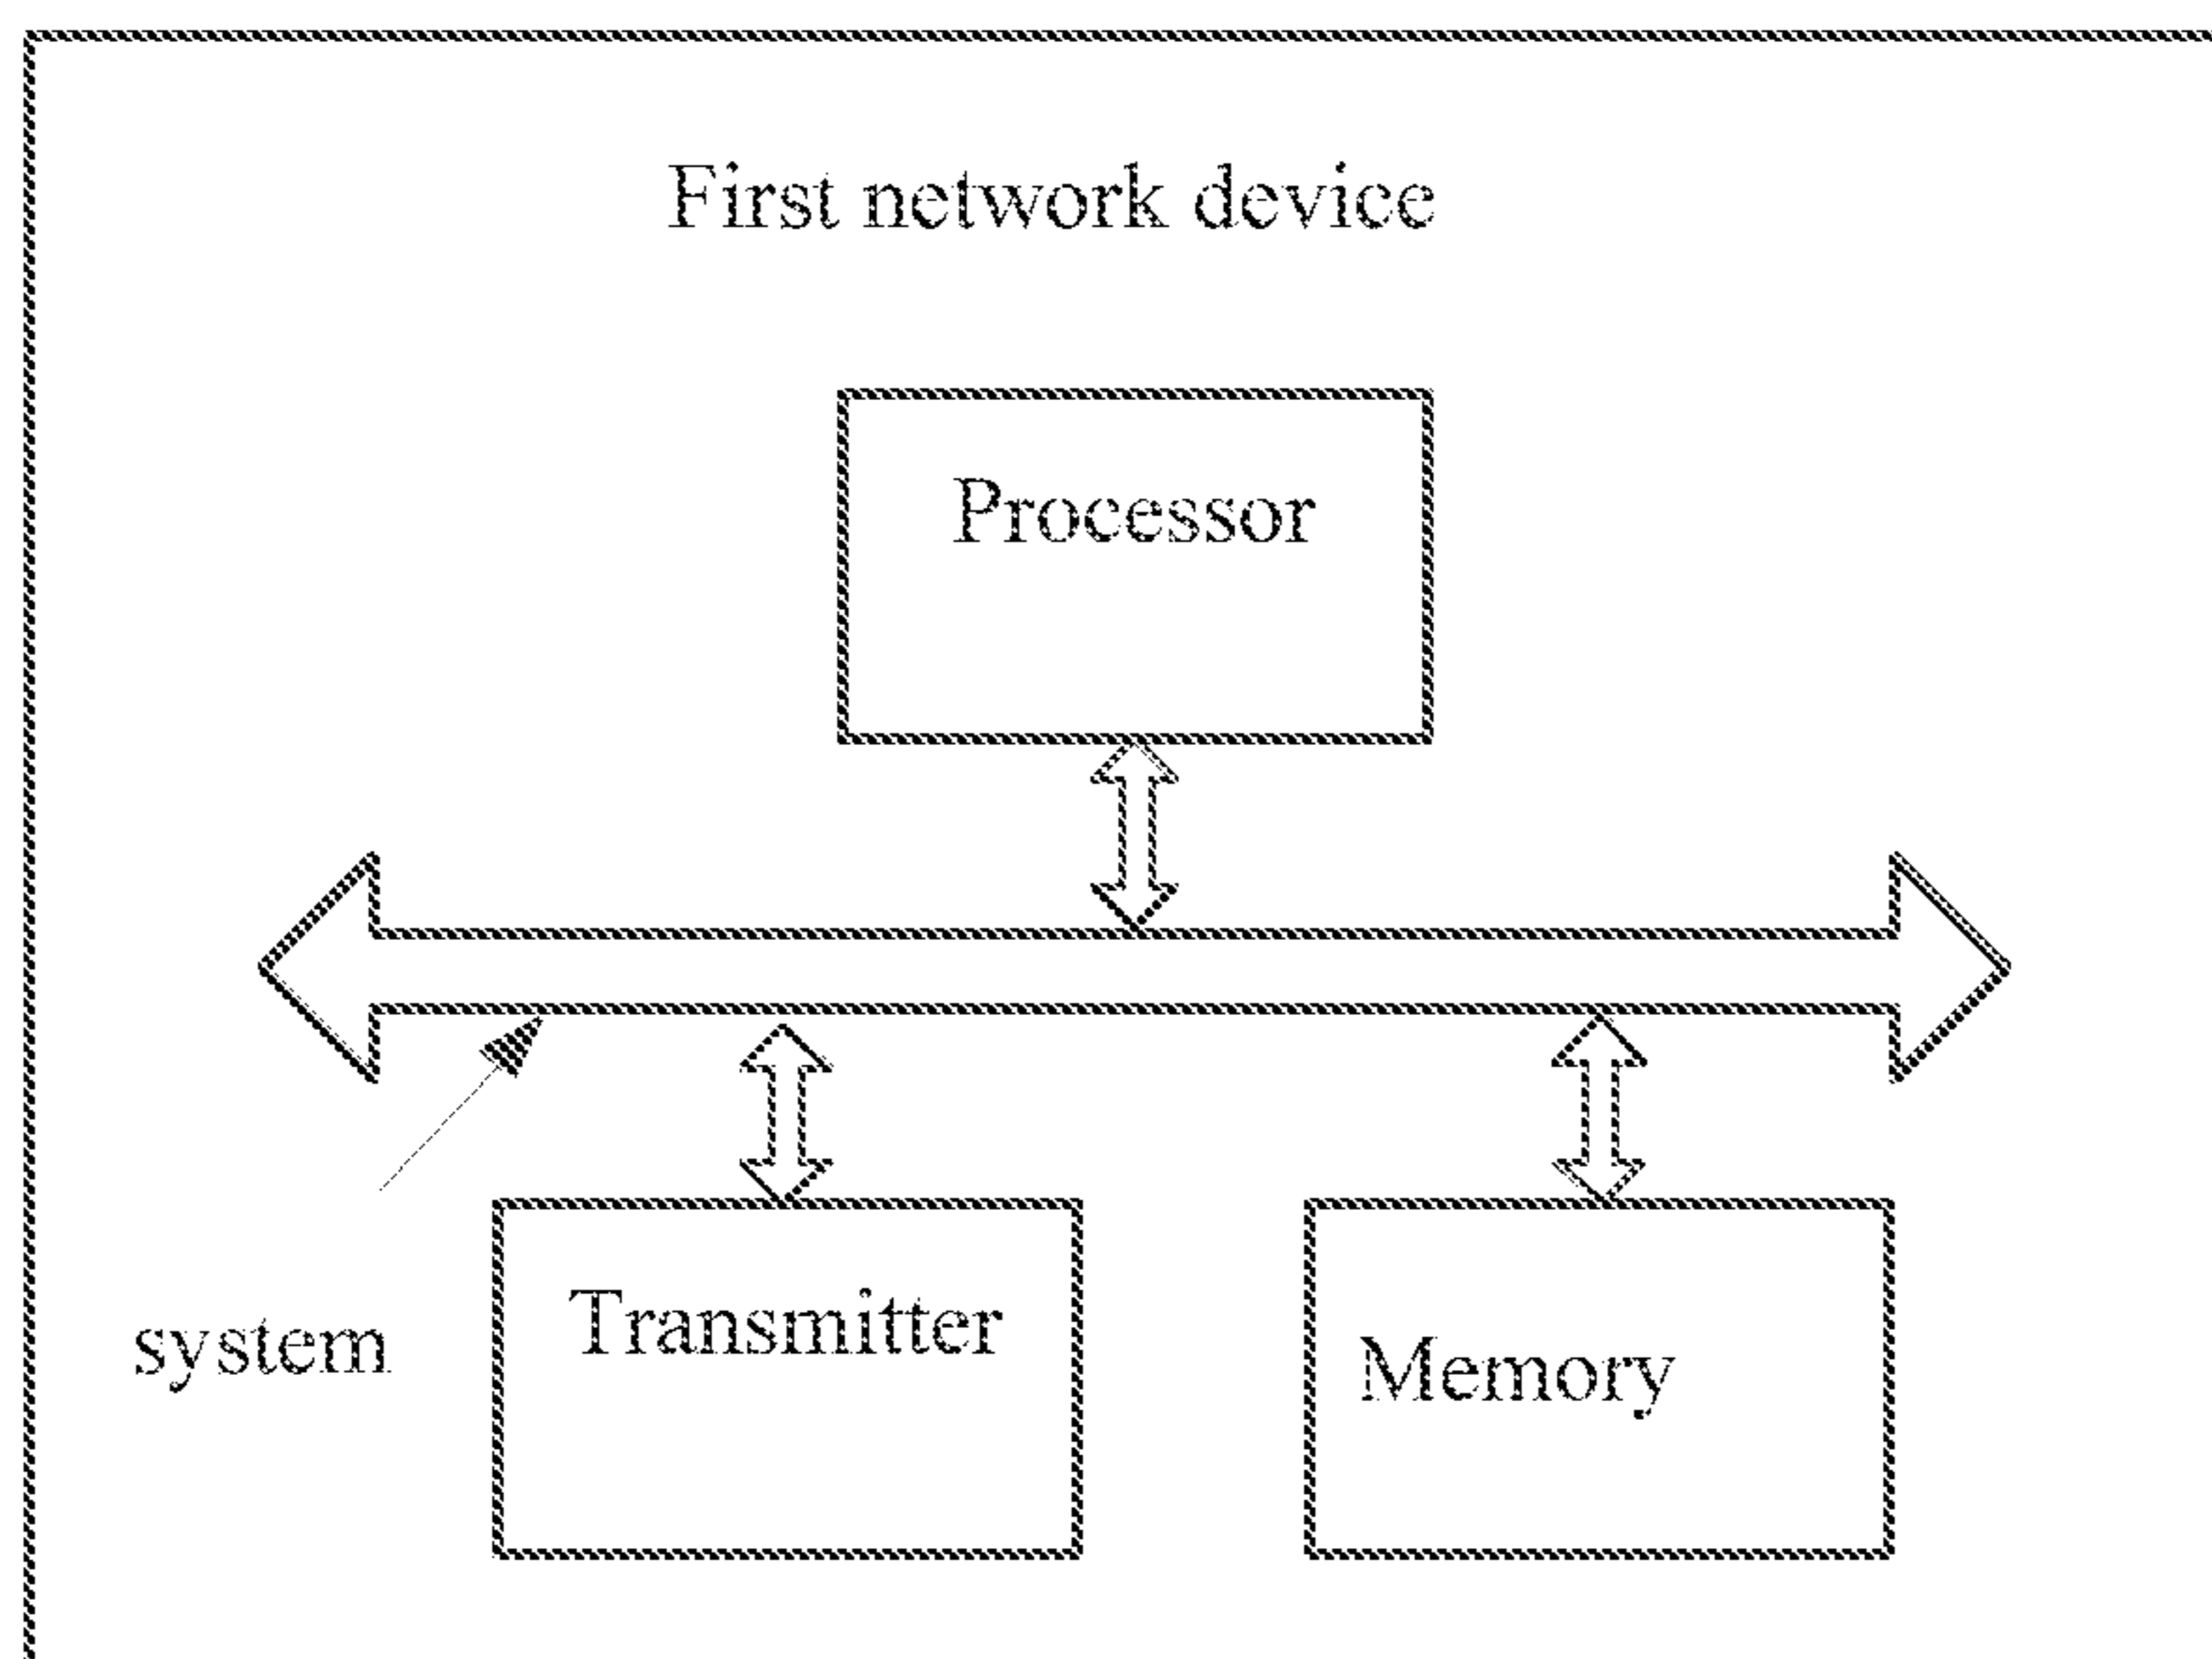 First network device
Processor
system
Transmitter
Memory